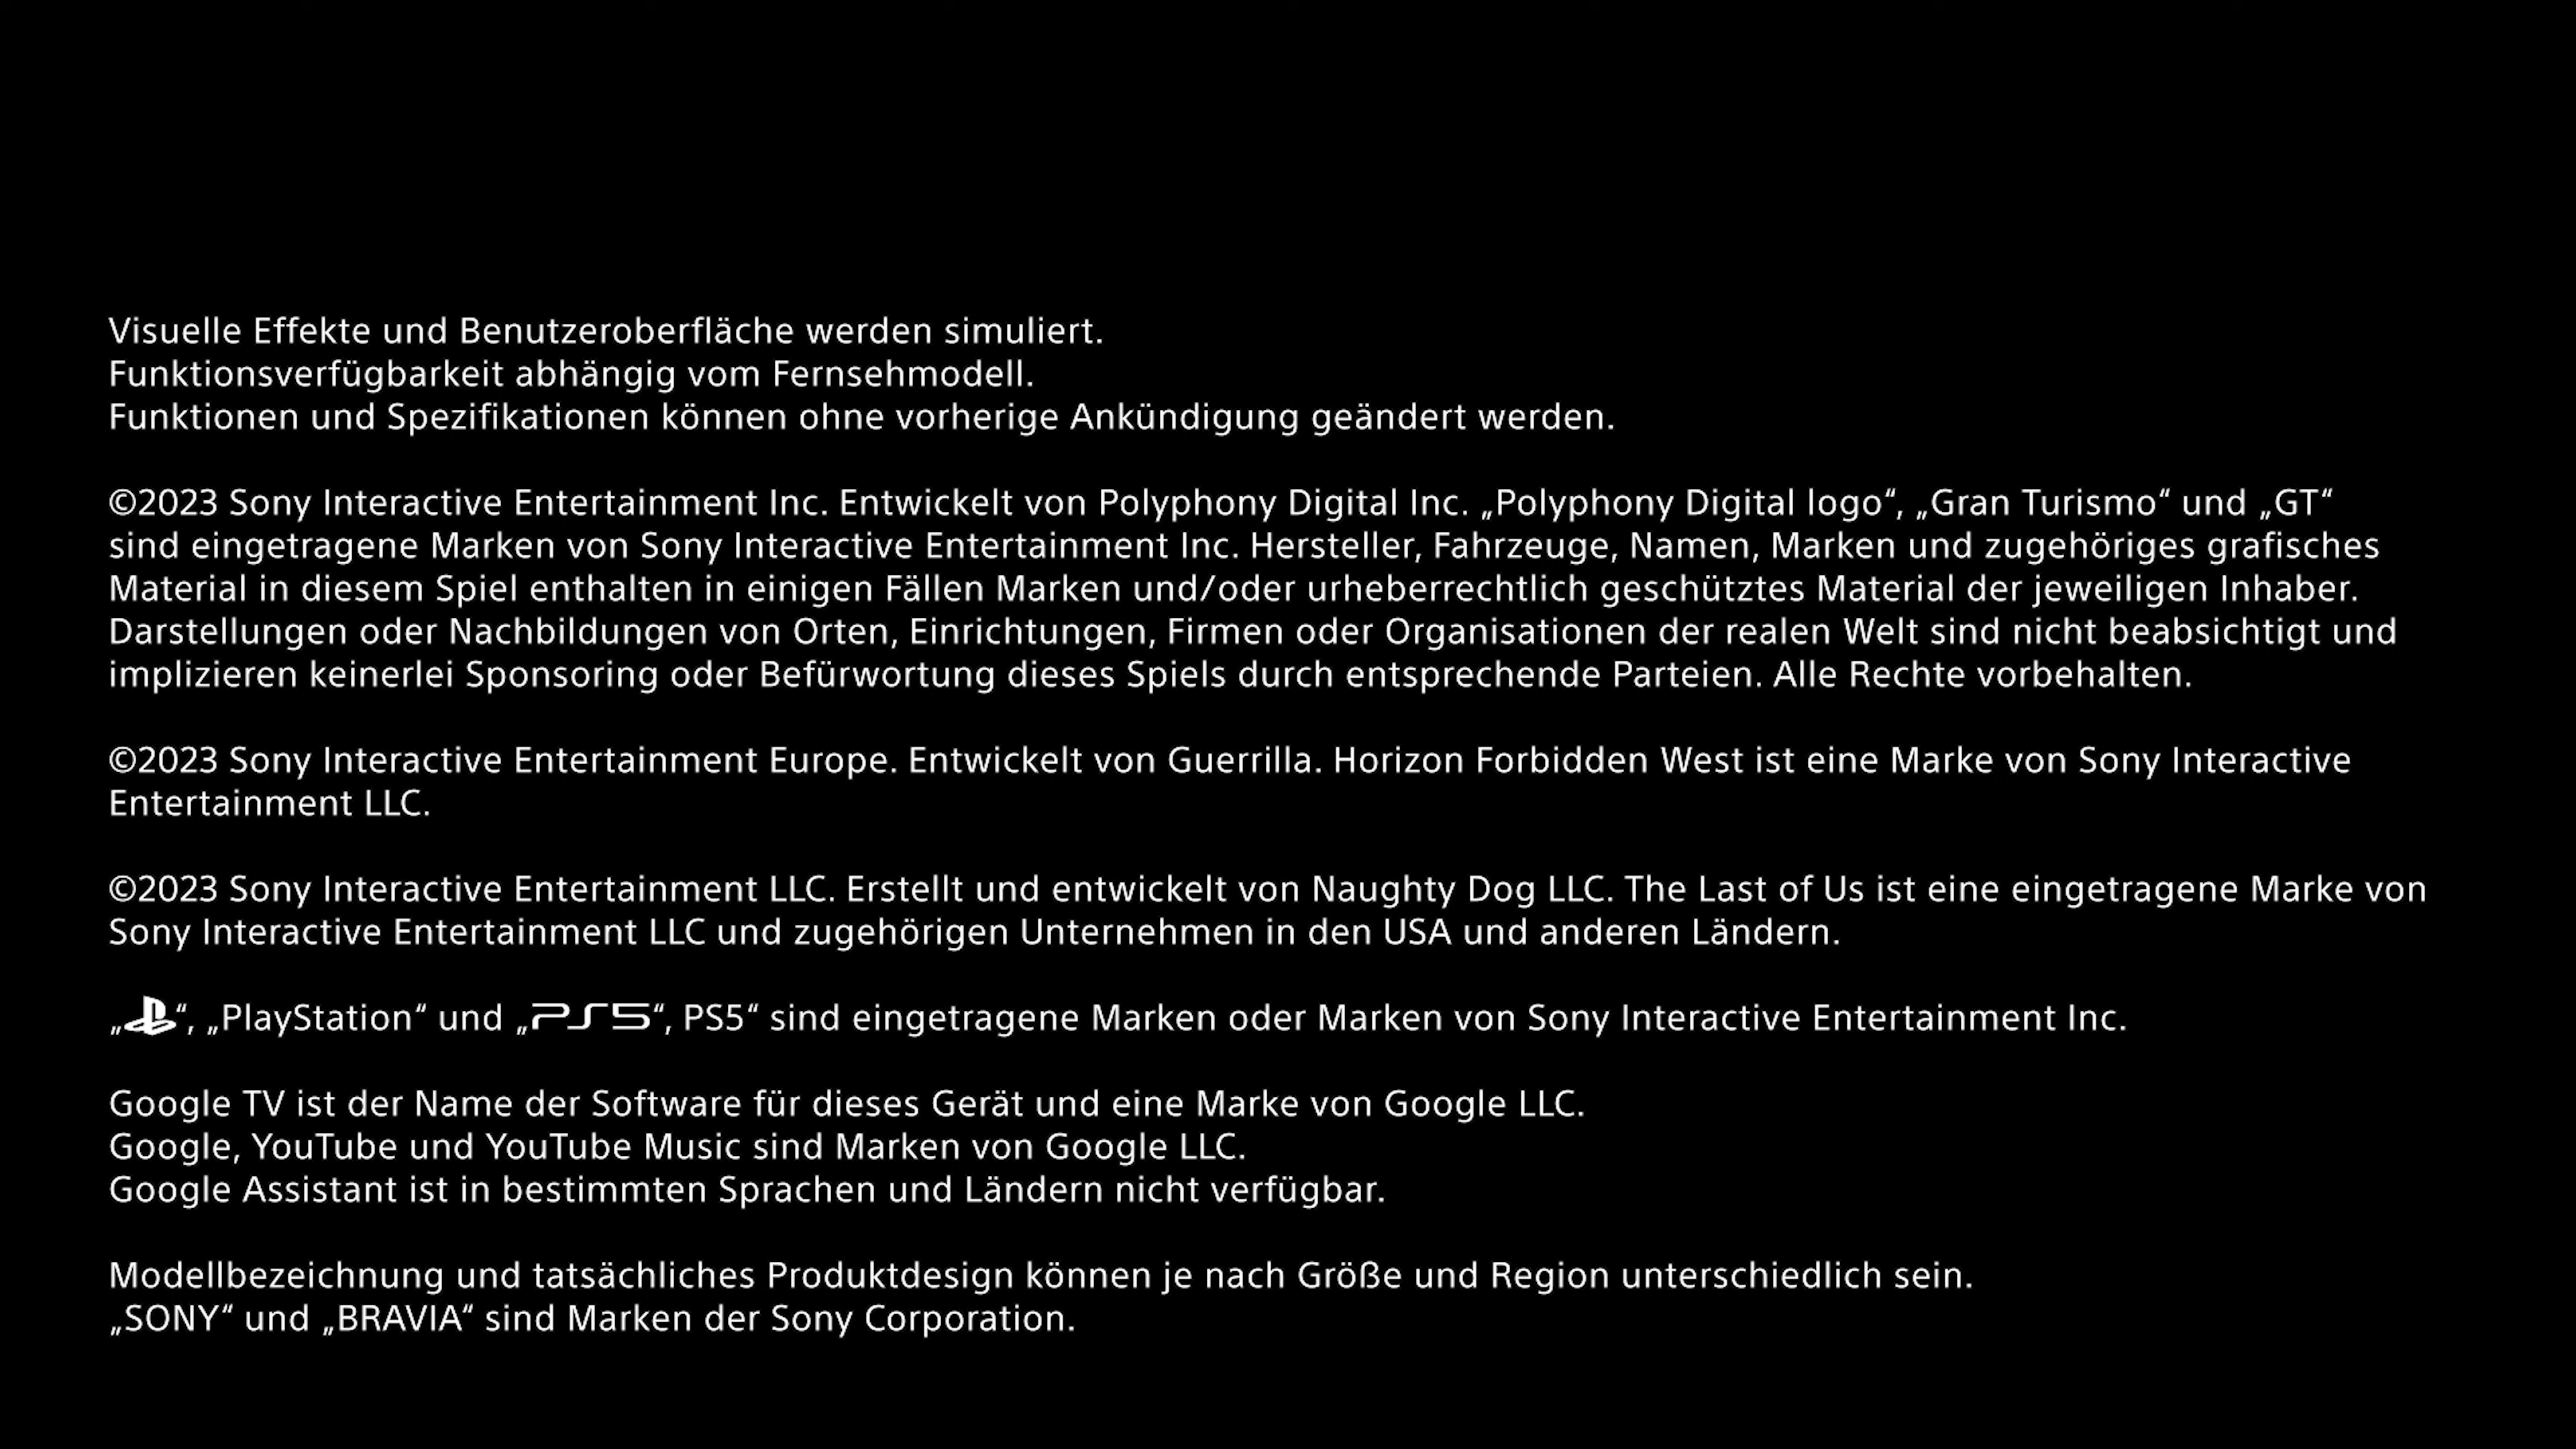 Visuelle Effekte und Benutzeroberfläche werden simuliert.
Funktionsverfügbarkeit abhängig vom Fernsehmodell.
Funktionen und Spezifikationen können ohne vorherige Ankündigung geändert werden.
©2023 Sony Interactive Entertainment Inc. Entwickelt von Polyphony Digital Inc. „Polyphony Digital logo“, „Gran Turismo“ und „GT“
sind eingetragene Marken von Sony Interactive Entertainment Inc. Hersteller, Fahrzeuge, Namen, Marken und zugehöriges grafisches
Material in diesem Spiel enthalten in einigen Fällen Marken und/oder urheberrechtlich geschütztes Material der jeweiligen Inhaber.
Darstellungen oder Nachbildungen von Orten, Einrichtungen, Firmen oder Organisationen der realen Welt sind nicht beabsichtigt und
implizieren keinerlei Sponsoring oder Befürwortung dieses Spiels durch entsprechende Parteien. Alle Rechte vorbehalten.
©2023 Sony Interactive Entertainment Europe. Entwickelt von Guerrilla. Horizon Forbidden West ist eine Marke von Sony Interactive
Entertainment LLC.
©2023 Sony Interactive Entertainment LLC. Erstellt und entwickelt von Naughty Dog LLC. The Last of Us ist eine eingetragene Marke von
Sony Interactive Entertainment LLC und zugehörigen Unternehmen in den USA und anderen Ländern.
„“, „PlayStation“ und „PS5“, PS5“ sind eingetragene Marken oder Marken von Sony Interactive Entertainment Inc.
Google TV ist der Name der Software für dieses Gerät und eine Marke von Google LLC.
Google, YouTube und YouTube Music sind Marken von Google LLC.
Google Assistant ist in bestimmten Sprachen und Ländern nicht verfügbar.
Modellbezeichnung und tatsächliches Produktdesign können je nach Größe und Region unterschiedlich sein.
„SONY“ und „BRAVIA“ sind Marken der Sony Corporation.